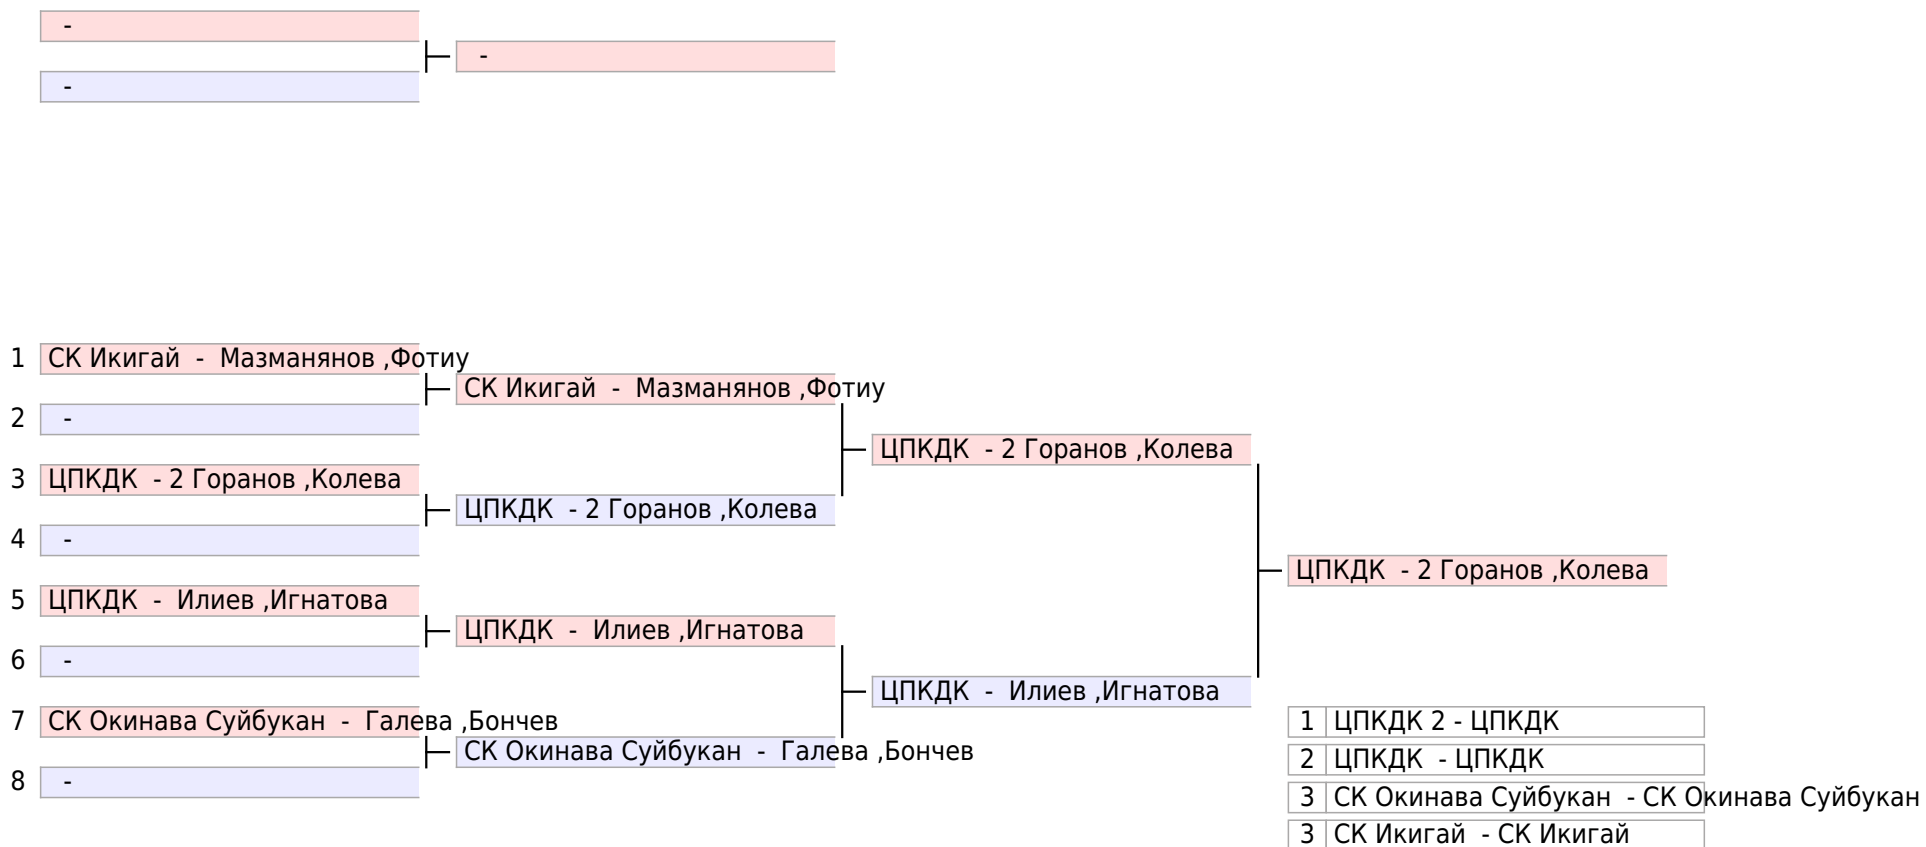 -
-
-
1 СК Икигай - Мазманянов ,Фотиу
СК Икигай - Мазманянов ,Фотиу
2 -
ЦПКДК - 2 Горанов ,Колева
3 ЦПКДК - 2 Горанов ,Колева
ЦПКДК - 2 Горанов ,Колева
4 -
ЦПКДК - 2 Горанов ,Колева
5 ЦПКДК - Илиев ,Игнатова
ЦПКДК - Илиев ,Игнатова
6 -
ЦПКДК - Илиев ,Игнатова
7 СК Окинава Суйбукан - Галева ,Бончев
СК Окинава Суйбукан - Галева ,Бончев
8 -
1 ЦПКДК 2 - ЦПКДК
2 ЦПКДК - ЦПКДК
3 СК Окинава Суйбукан - СК Окинава Суйбукан
3 СК Икигай - СК Икигай